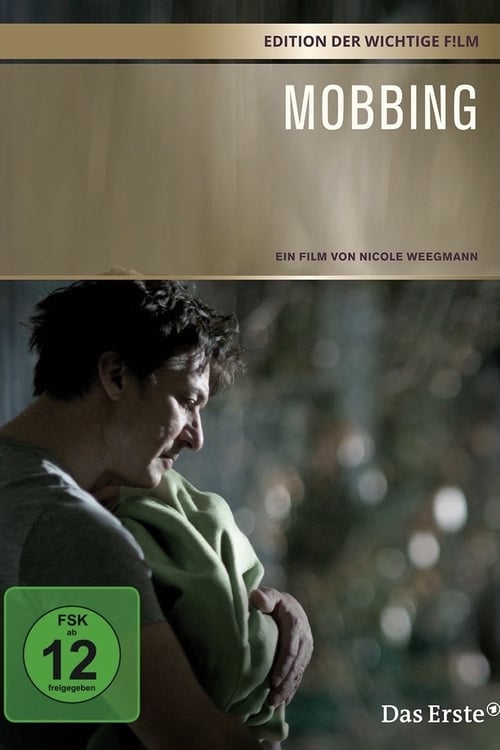 EDITION DER WICHTIGE F!LM
MOBBING
EIN FILM VON NICOLE WEEGMANN
FSK
ab
12
freigegeben
Das Erste